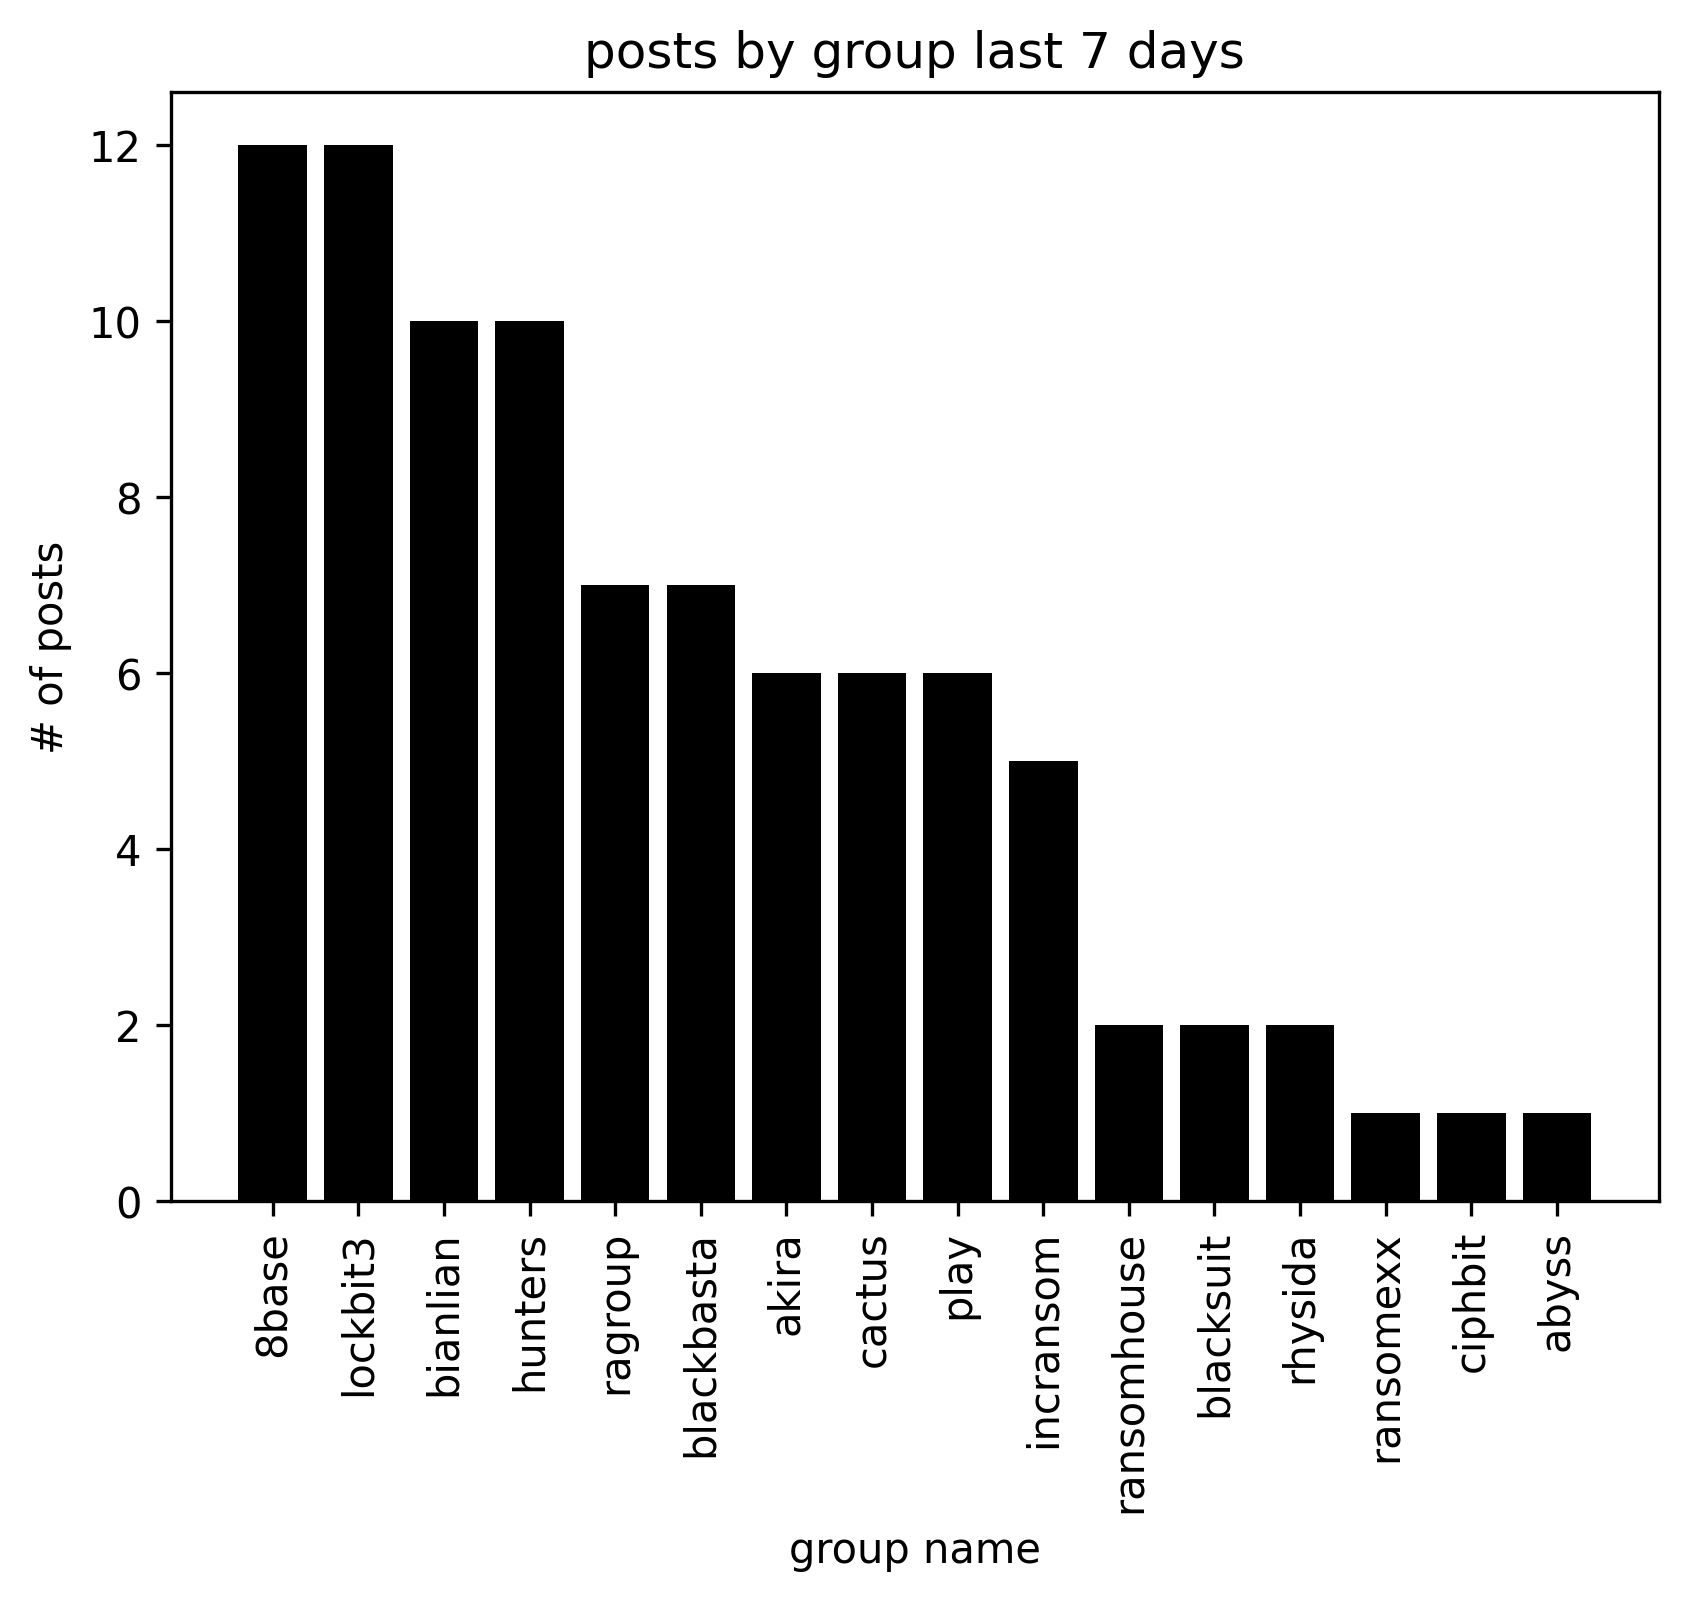 posts by group last 7 days
12
10
8
6
4
2
0
# of posts
8base
lockbit3
bianlian
hunters
ragroup
blackbasta
akira
cactus
play
incransom
ransomhouse
blacksuit
rhysida
ransomexx
ciphbit
abyss
group name